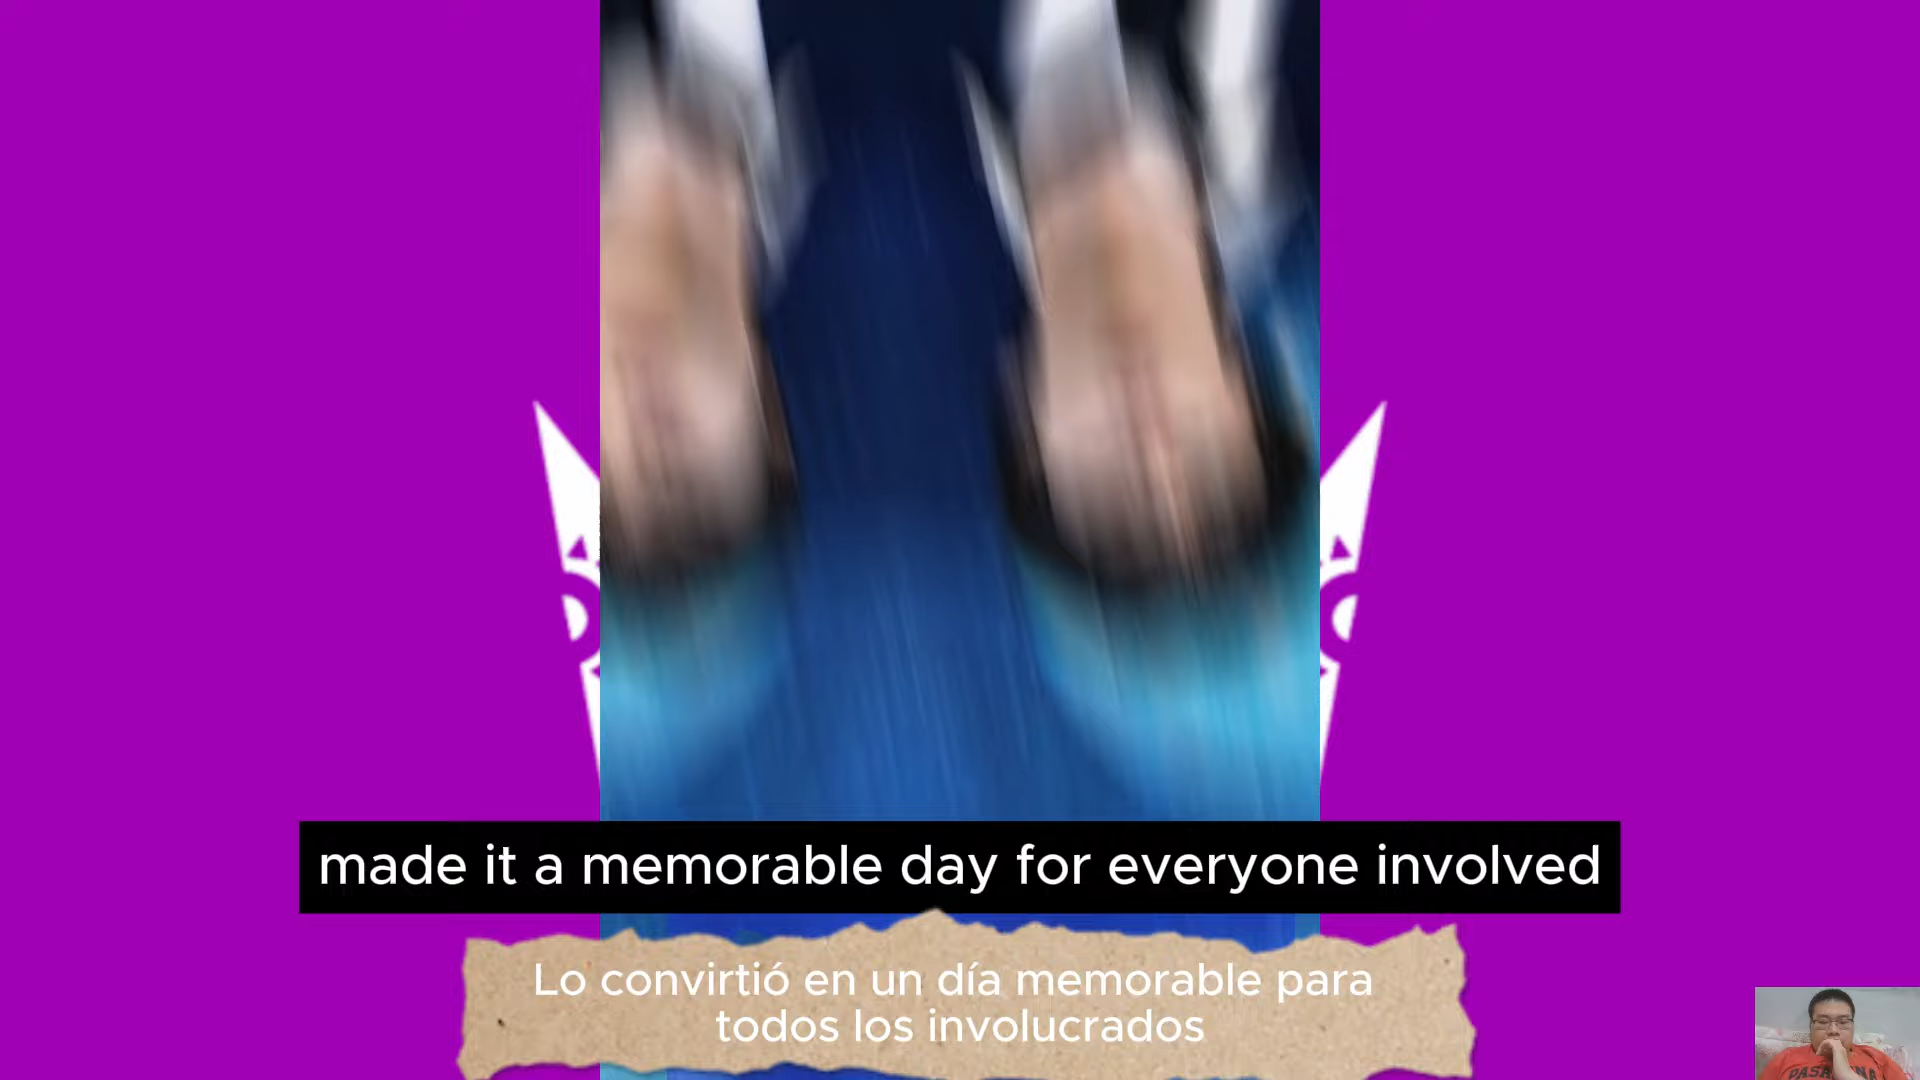 made it a memorable day for everyone involved
Lo convirtió en un día memorable para
todos los involucrados